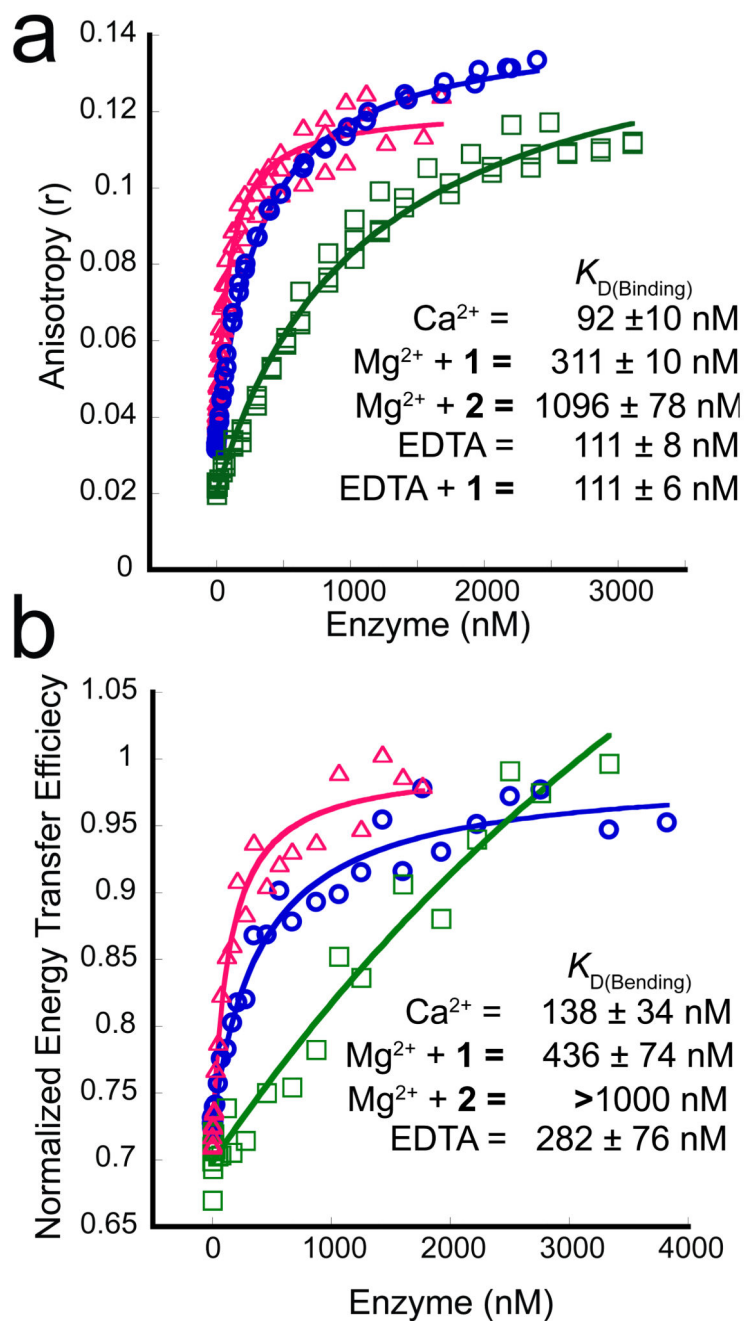 a
0.14
0.12
0.1
0.08
0.06
0.04
0.02
0
Anisotropy (r)
K D(Binding)
Ca2+ = 92 ±10 nM
Mg2+ + 1 = 311 ± 10 nM
Mg2+ + 2 = 1096 ± 78 nM
EDTA = 111 ± 8 nM
EDTA + 1 = 111 ± 6 nM
0 1000 2000 3000
Enzyme (nM)
b
1.05
1
0.95
0.9
0.85
0.8
0.75
0.7
0.65
Normalized Energy Transfer Efficiecy
K D(Bending)
Ca2+ = 138 ± 34 nM
Mg2+ + 1 = 436 ± 74 nM
Mg2+ + 2 = >1000 nM
EDTA = 282 ± 76 nM
0 1000 2000 3000 4000
Enzyme (nM)